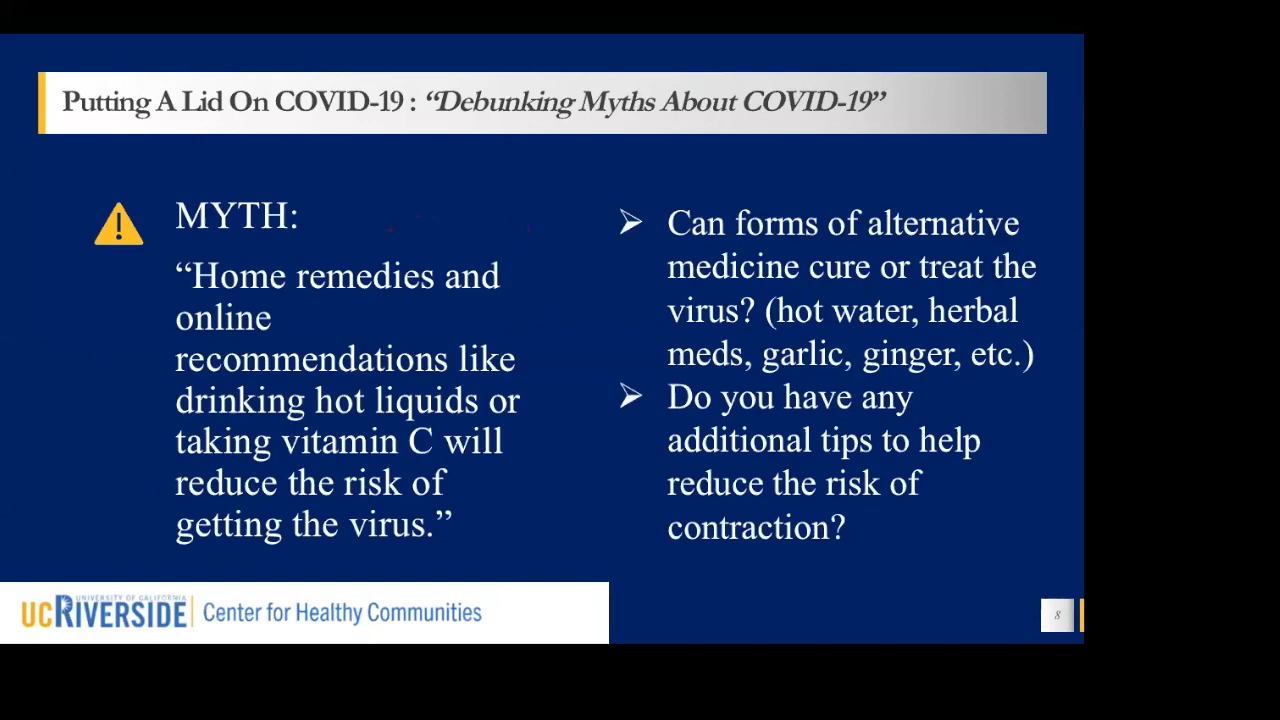 Putting A Lid On COVID-19 : “Debunking Myths About COVID-19”
MYTH:
“Home remedies and
online
recommendations like
drinking hot liquids or
taking vitamin C will
reduce the risk of
getting the virus.”
➢ Can forms of alternative
medicine cure or treat the
virus? (hot water, herbal
meds, garlic, ginger, etc.)
➢ Do you have any
additional tips to help
reduce the risk of
contraction?
UNIVERSITY OF CALIFORNIA
UCRIVERSIDE Center for Healthy Communities
8